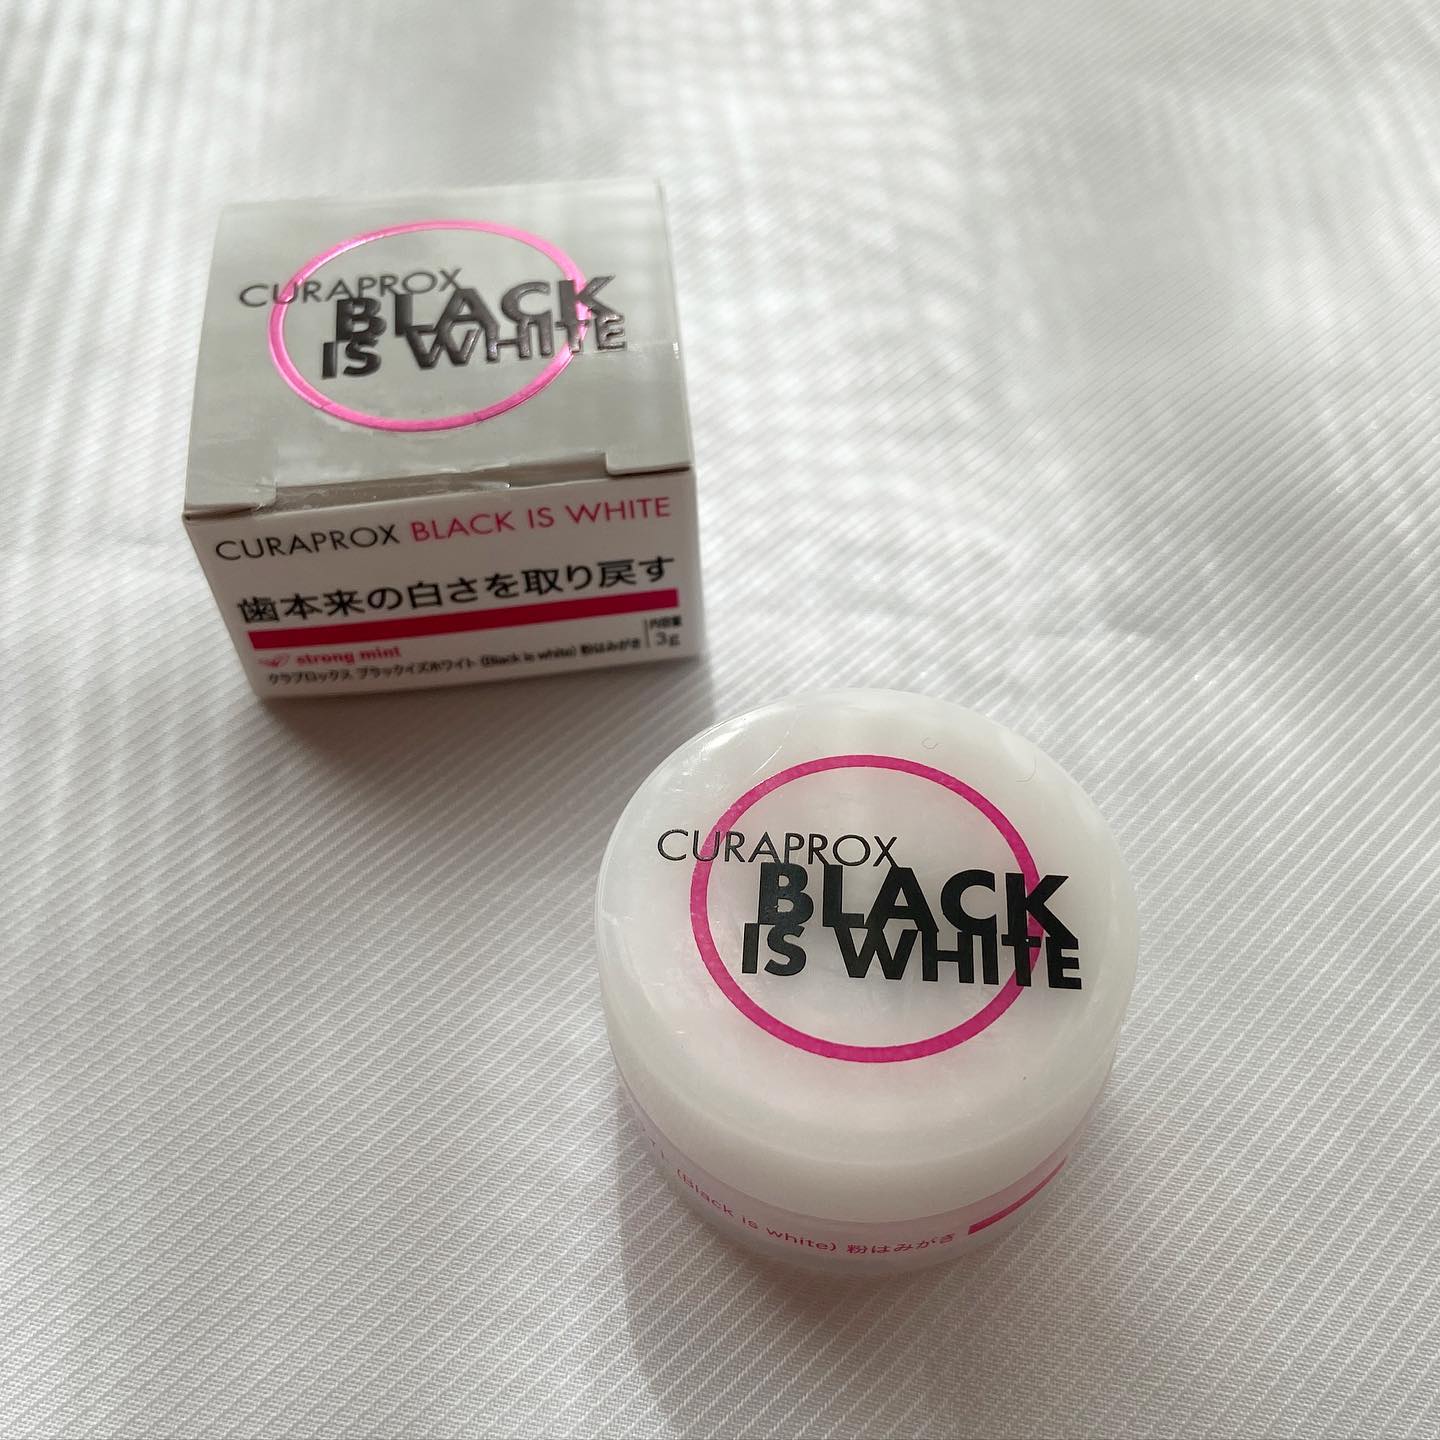 CURAPROX
BLACK
IS WHITE
CURAPROX BLACK IS WHITE
歯本来の白さを取り戻す
strong mint
内容量
3g
クラプロックス ブラックイズホワイト (Black is white) 粉はみがき
CURAPROX
BLACK
IS WHITE
イト (Black is white) 粉はみがき